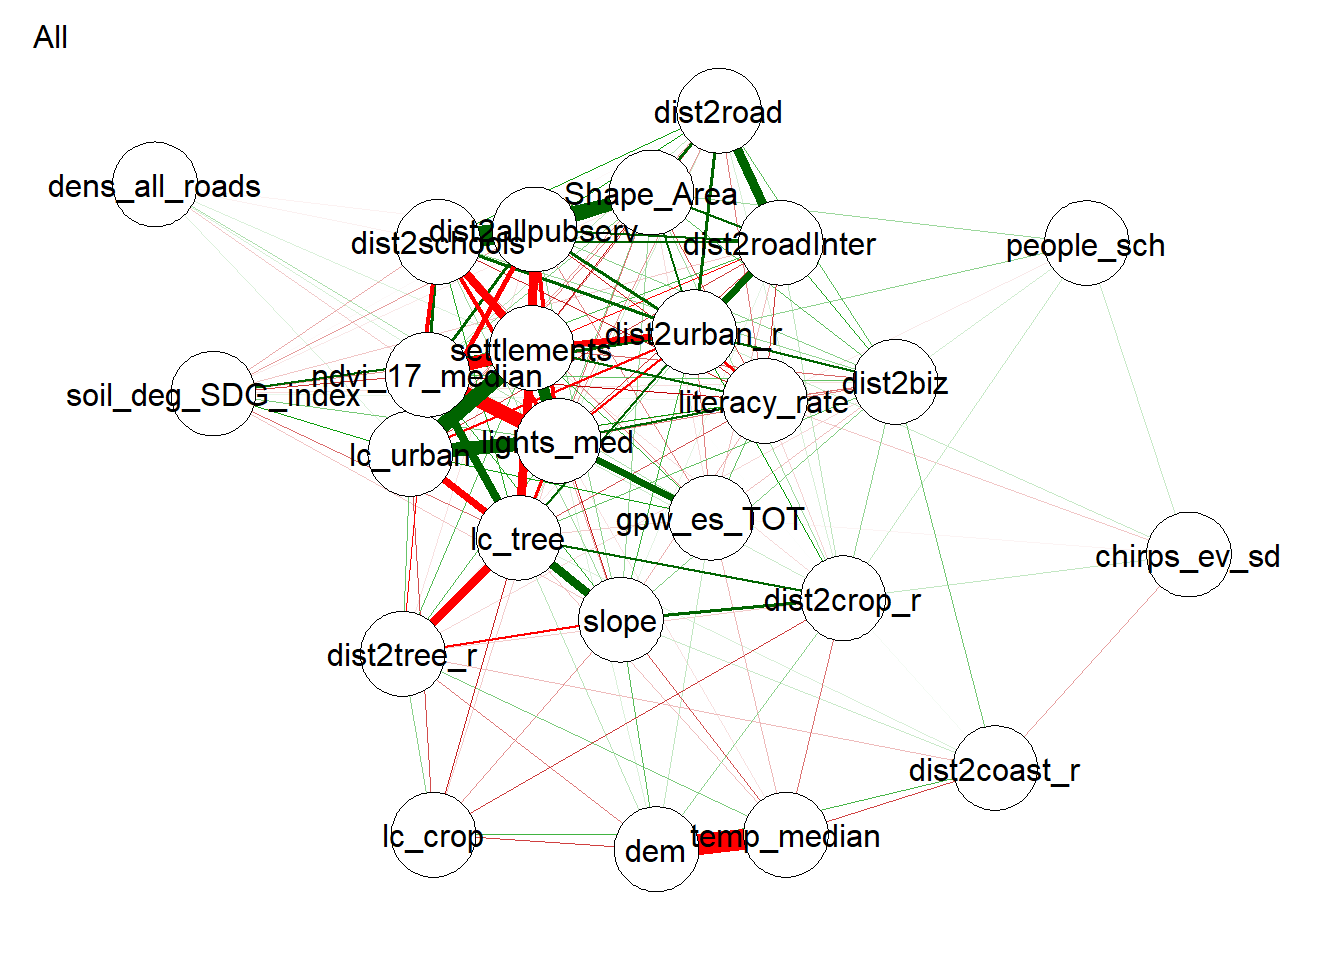 All
dist2road
dens_all_roads
Shape_Area
dist2allpubserv
dist2schools
dist2roadInter
people_sch
dist2urban_r
settlements
ndvi_17_median
dist2biz
soil_deg_SDG_index
literacy_rate
lights_med
lc_urban
gpw_es_TOT
lc_tree
chirps_ev_sd
dist2crop_r
slope
dist2tree_r
dist2coast_r
lc_crop
temp_median
dem